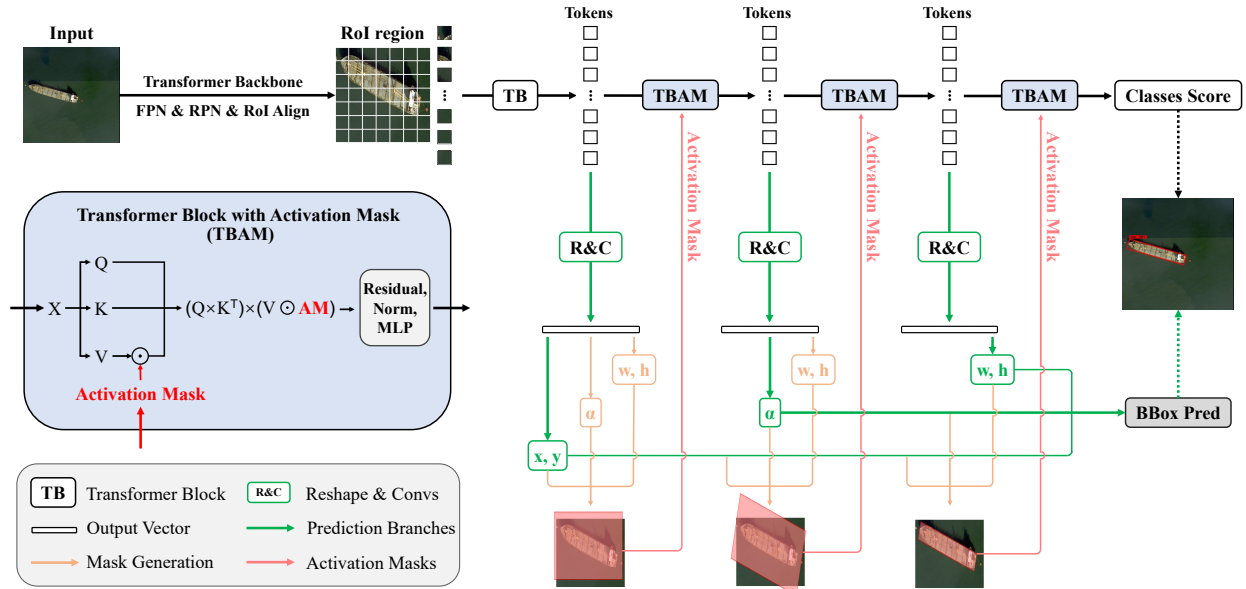 Input
Transformer Backbone
FPN & RPN & RoI Align
RoI region
TB
Tokens
TBAM
Tokens
TBAM
Tokens
TBAM
Classes Score
Activation Mask
Activation Mask
Activation Mask
R&C
R&C
R&C
w, h
α
x, y
w, h
α
w, h
BBox Pred
Transformer Block with Activation Mask
(TBAM)
X
Q
K
V
(Q×Kᵀ)×(V ⊙ AM)
Residual,
Norm,
MLP
Activation Mask
TB Transformer Block
R&C Reshape & Convs
Output Vector
Prediction Branches
Mask Generation
Activation Masks